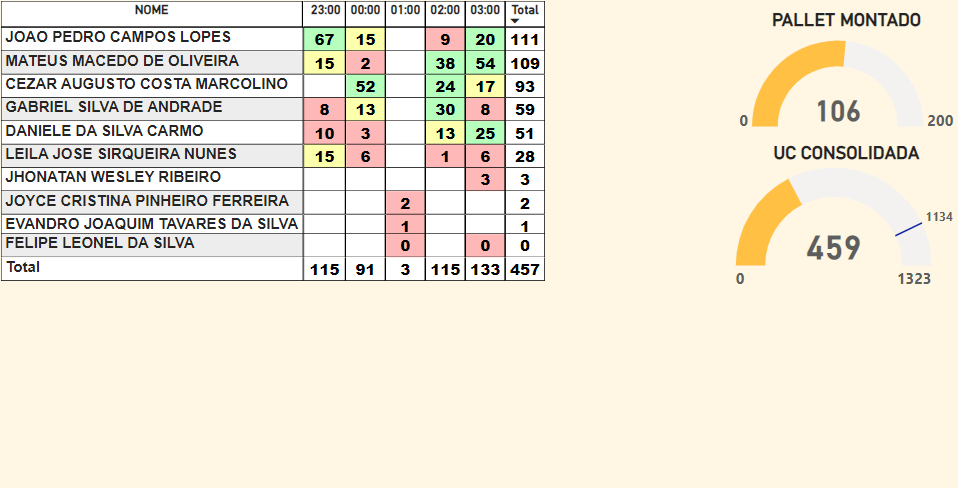 NOME 23:00 00:00 01:00 02:00 03:00 Total
JOAO PEDRO CAMPOS LOPES 67 15 9 20 111
MATEUS MACEDO DE OLIVEIRA 15 2 38 54 109
CEZAR AUGUSTO COSTA MARCOLINO 52 24 17 93
GABRIEL SILVA DE ANDRADE 8 13 30 8 59
DANIELE DA SILVA CARMO 10 3 13 25 51
LEILA JOSE SIRQUEIRA NUNES 15 6 1 6 28
JHONATAN WESLEY RIBEIRO 3 3
JOYCE CRISTINA PINHEIRO FERREIRA 2 2
EVANDRO JOAQUIM TAVARES DA SILVA 1 1
FELIPE LEONEL DA SILVA 0 0 0
Total 115 91 3 115 133 457
PALLET MONTADO
106
0 200
UC CONSOLIDADA
1134
459
0 1323